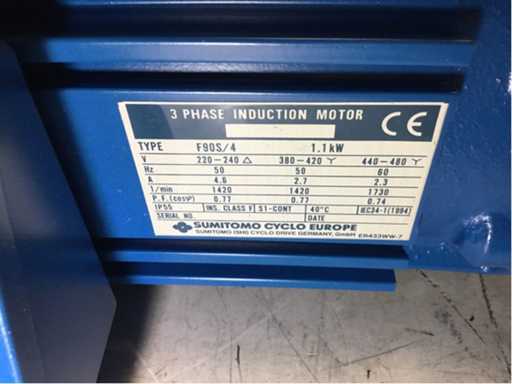 3 PHASE INDUCTION MOTOR
CE
TYPE F90S/4 1.1kW
V 220-240 △ 380-420 Y 440-480 Y
Hz 50 50 60
A 4.6 2.7 2.3
1/min 1420 1420 1730
P.F.(cosφ) 0.77 0.77 0.74
IP55 INS. CLASS F S1-CONT 40°C IEC34-1(1994)
SERIAL NO. DATE
SUMITOMO CYCLO EUROPE
SUMITOMO (SHI) CYCLO DRIVE GERMANY, GmbH ER433WW-7